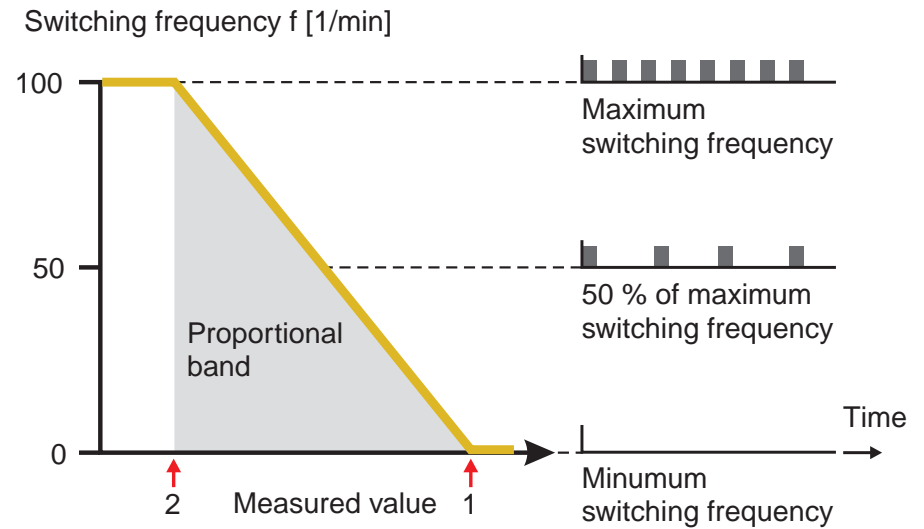 Switching frequency f [1/min]
100
Maximum
switching frequency
50
50 % of maximum
switching frequency
Proportional
band
Time
0
Minumum
switching frequency
2
Measured value
1